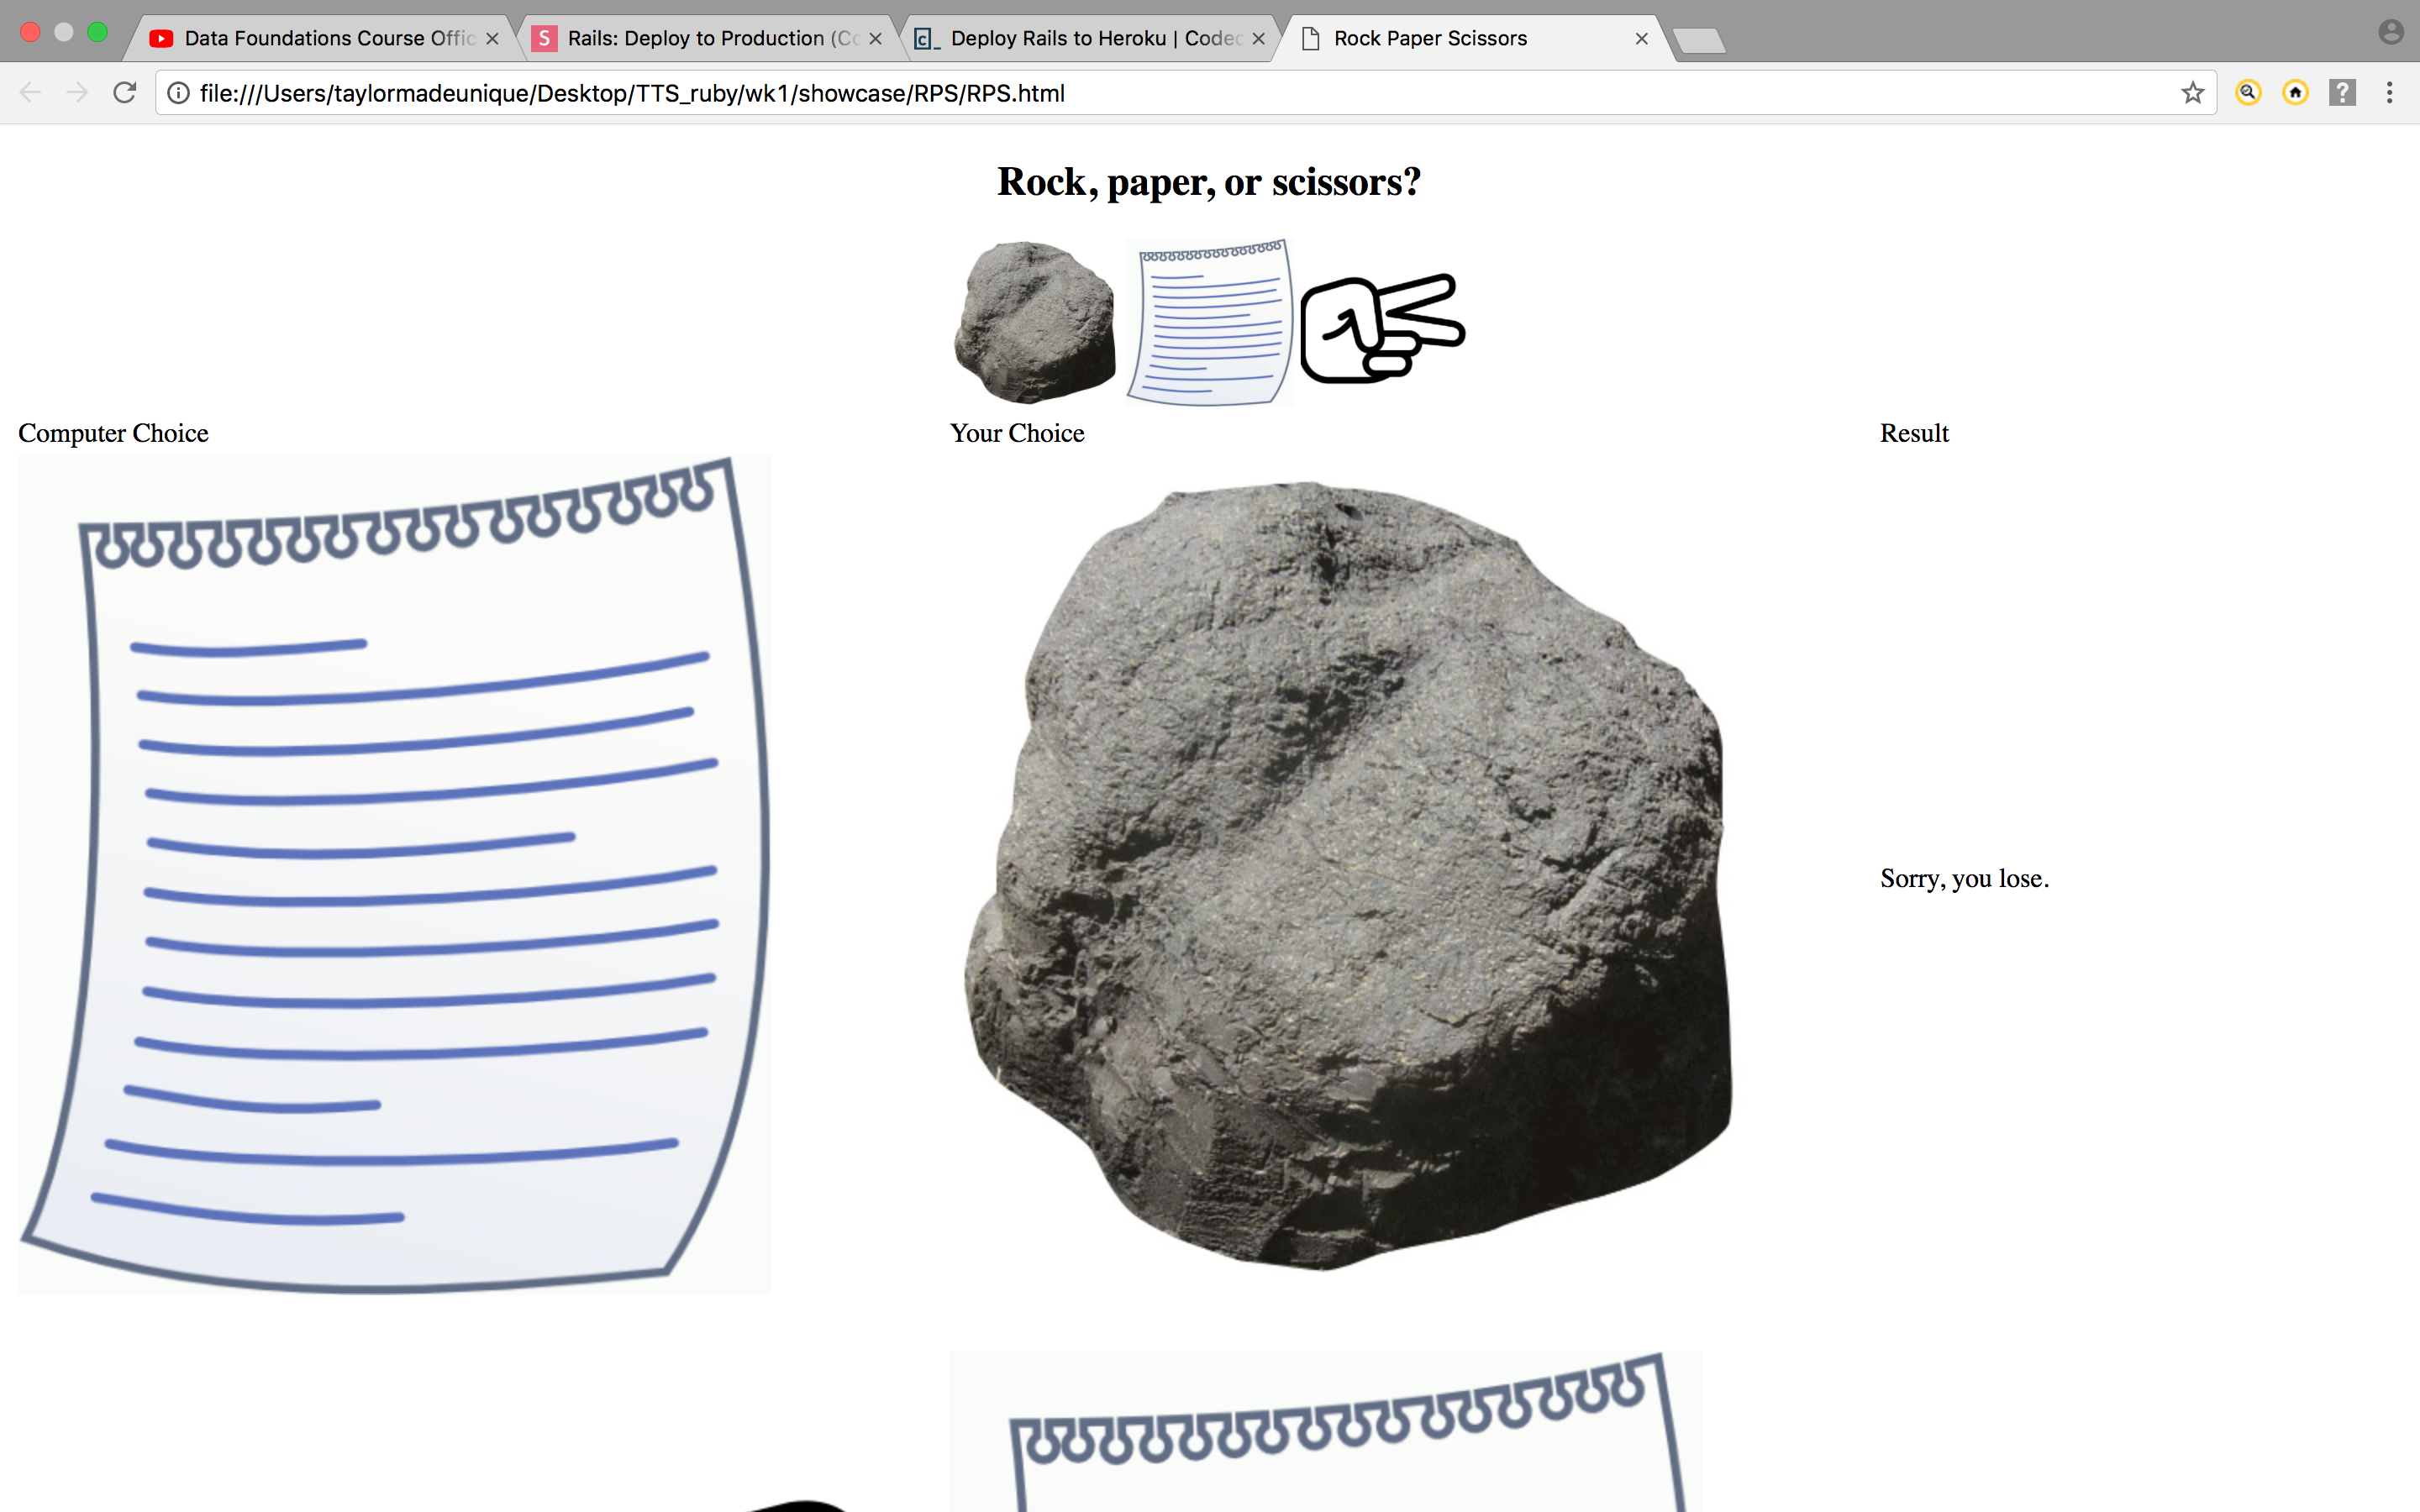 Data Foundations Course Offic
S Rails: Deploy to Production (Co
c_ Deploy Rails to Heroku | Codec
Rock Paper Scissors
file:///Users/taylormadeunique/Desktop/TTS_ruby/wk1/showcase/RPS/RPS.html
?
Rock, paper, or scissors?
Computer Choice
Your Choice
Result
Sorry, you lose.